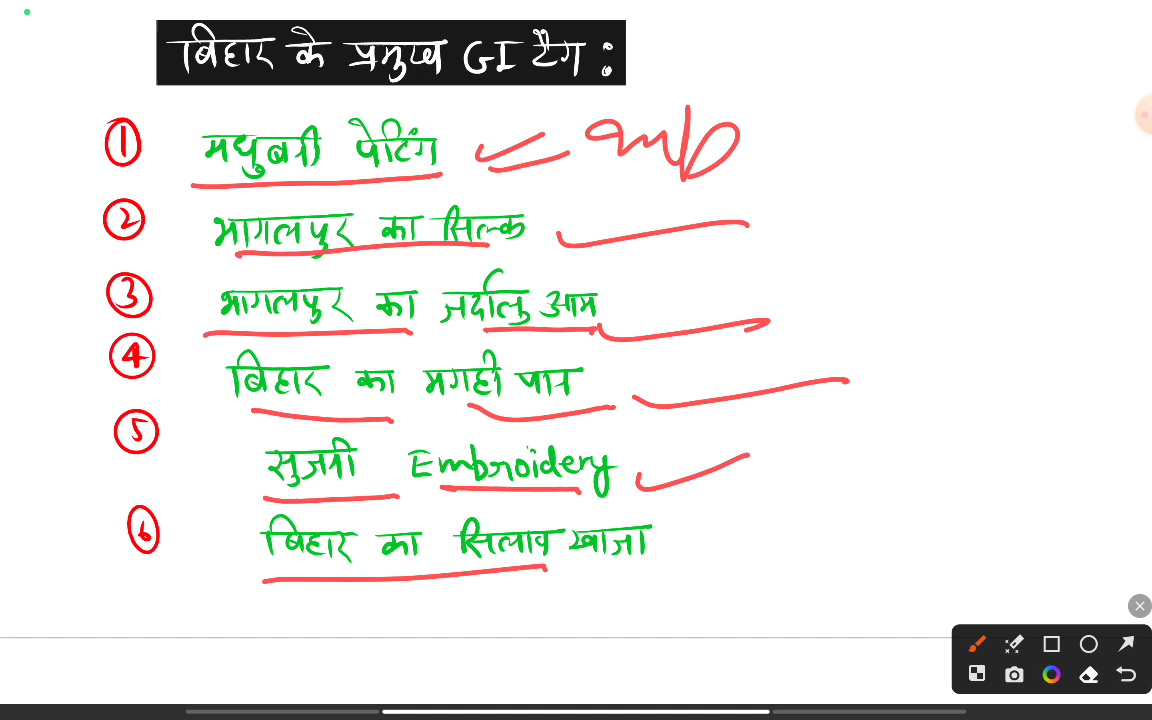 बिहार के प्रमुख GI टैग :
① मधुबनी पेंटिंग
② भागलपुर का सिल्क
③ भागलपुर का जर्दालु आम
④ बिहार का मगही पान
⑤ सुजनी Embroidery
⑥ बिहार का सिलाव खाजा